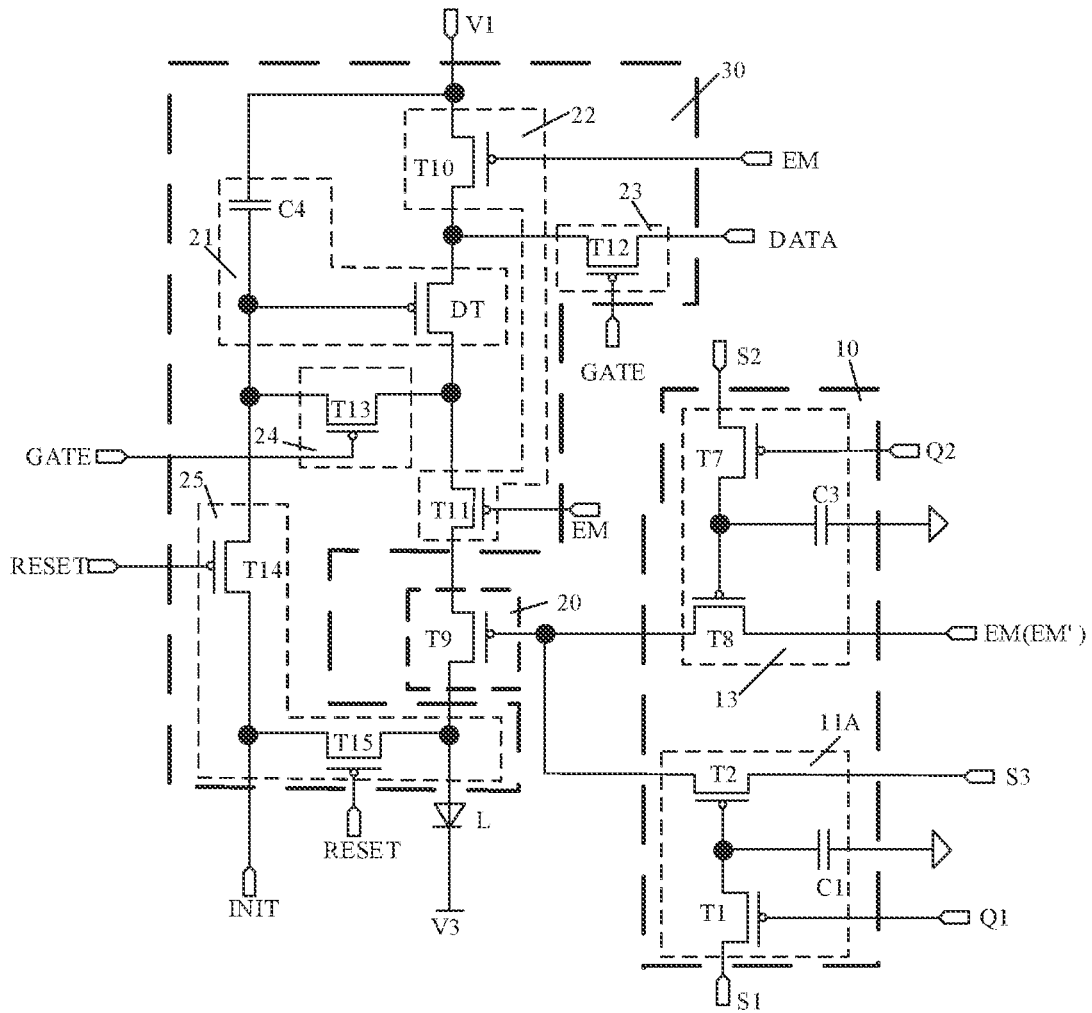 V1
30
22
T10
EM
C4
23
21
T12
DATA
DT
GATE
S2
10
T13
24
GATE
T7
Q2
25
C3
T11
EM
RESET
T14
20
T9
T8
EM(EM')
13
11A
T15
T2
S3
L
RESET
C1
INIT
V3
T1
Q1
S1